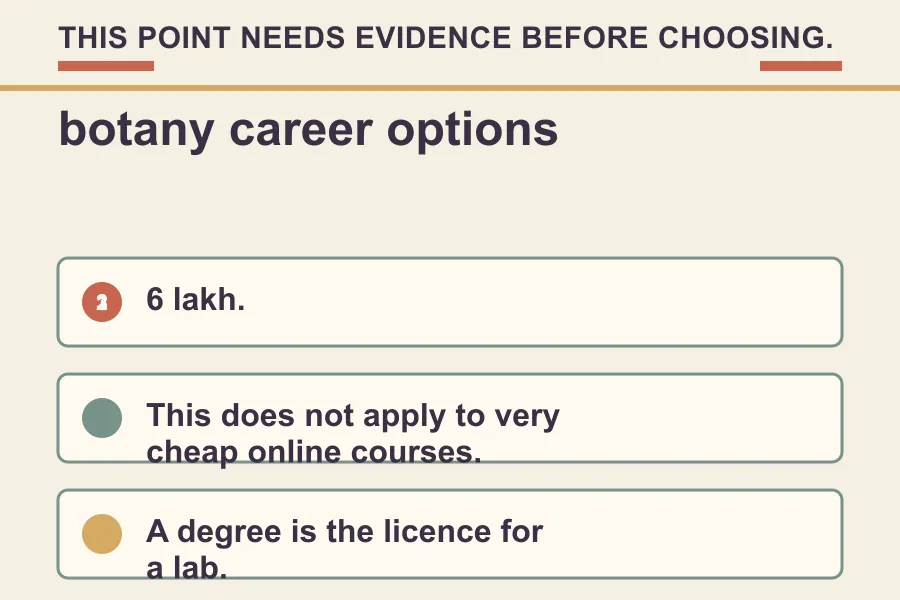 THIS POINT NEEDS EVIDENCE BEFORE CHOOSING.
botany career options
6 lakh.
This does not apply to very
cheap online courses.
A degree is the licence for
a lab.